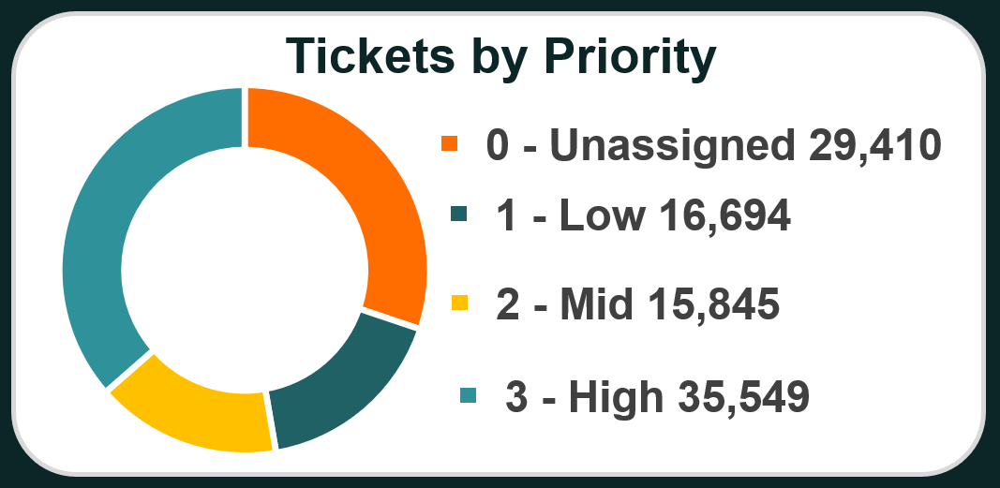 Tickets by Priority
0 - Unassigned 29,410
1 - Low 16,694
2 - Mid 15,845
3 - High 35,549